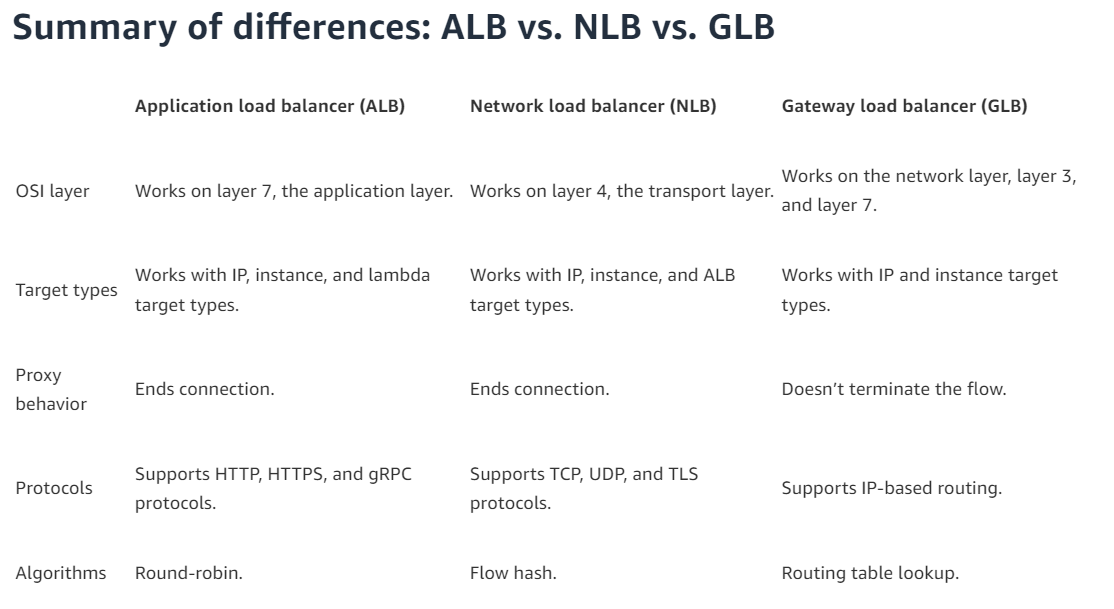 Summary of differences: ALB vs. NLB vs. GLB
Application load balancer (ALB) Network load balancer (NLB) Gateway load balancer (GLB)
OSI layer
Works on layer 7, the application layer.
Works on layer 4, the transport layer.
Works on the network layer, layer 3,
and layer 7.
Target types
Works with IP, instance, and lambda
target types.
Works with IP, instance, and ALB
target types.
Works with IP and instance target
types.
Proxy
behavior
Ends connection.
Ends connection.
Doesn’t terminate the flow.
Protocols
Supports HTTP, HTTPS, and gRPC
protocols.
Supports TCP, UDP, and TLS
protocols.
Supports IP-based routing.
Algorithms
Round-robin.
Flow hash.
Routing table lookup.